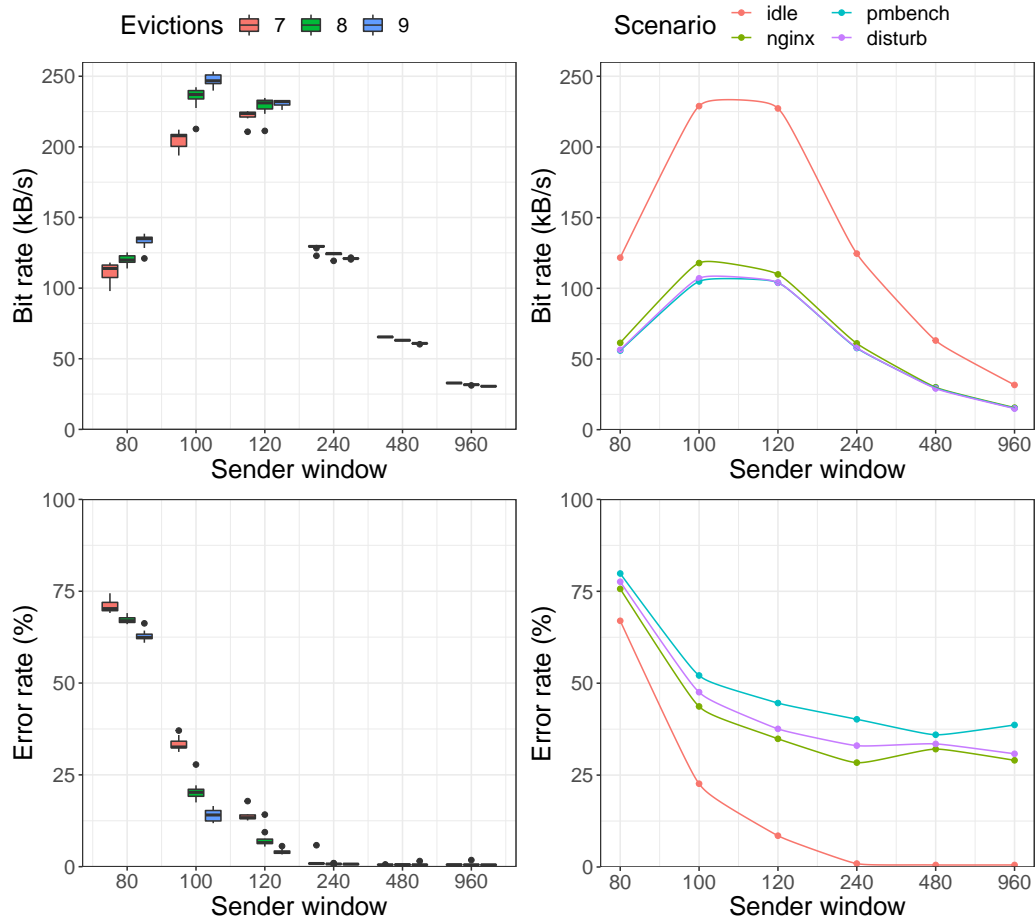 Evictions 7 8 9
Scenario idle pmbench
nginx disturb
250
200
150
100
50
0
Bit rate (kB/s)
80 100 120 240 480 960
Sender window
250
200
150
100
50
0
Bit rate (kB/s)
80 100 120 240 480 960
Sender window
100
75
50
25
0
Error rate (%)
80 100 120 240 480 960
Sender window
100
75
50
25
0
Error rate (%)
80 100 120 240 480 960
Sender window